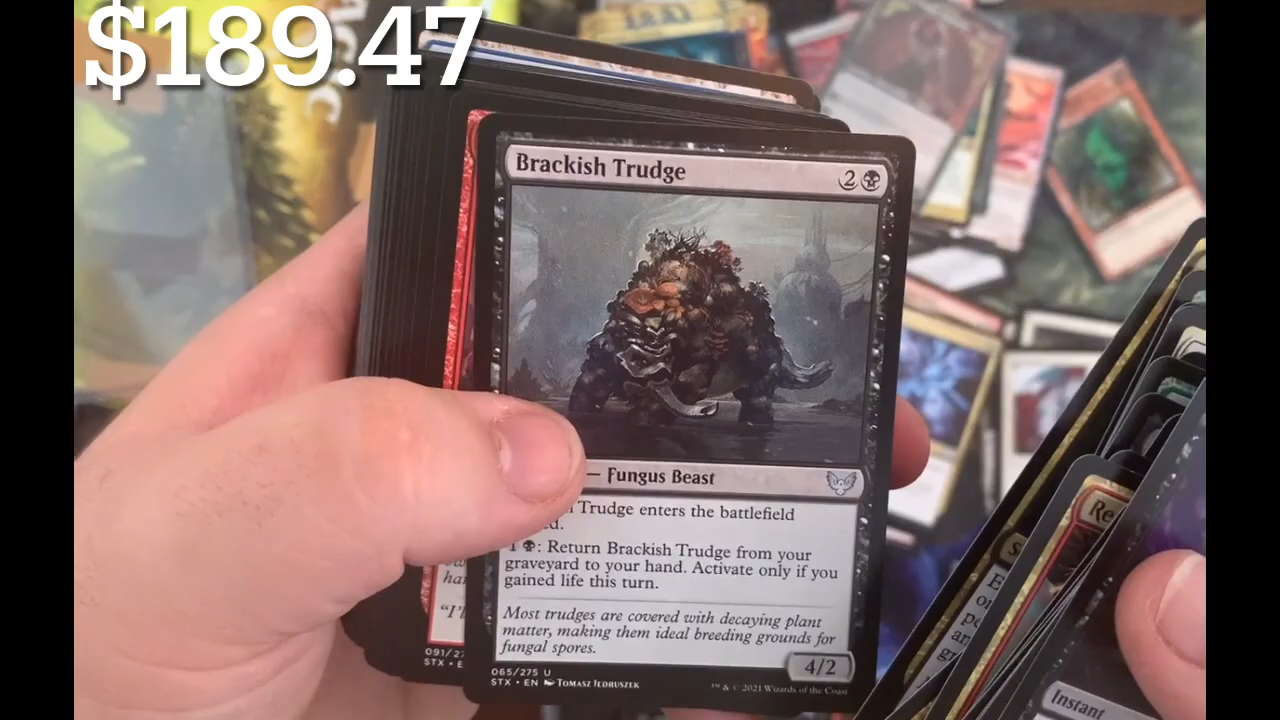 $189.47
Brackish Trudge
2
— Fungus Beast
Trudge enters the battlefield
: Return Brackish Trudge from your
graveyard to your hand. Activate only if you
gained life this turn.
Most trudges are covered with decaying plant
matter, making them ideal breeding grounds for
fungal spores.
4/2
065/275 U
STX • EN Tomasz Jedruszek
™ & © 2021 Wizards of the Coast
091/2
STX • E
"I'l
Re
Instant